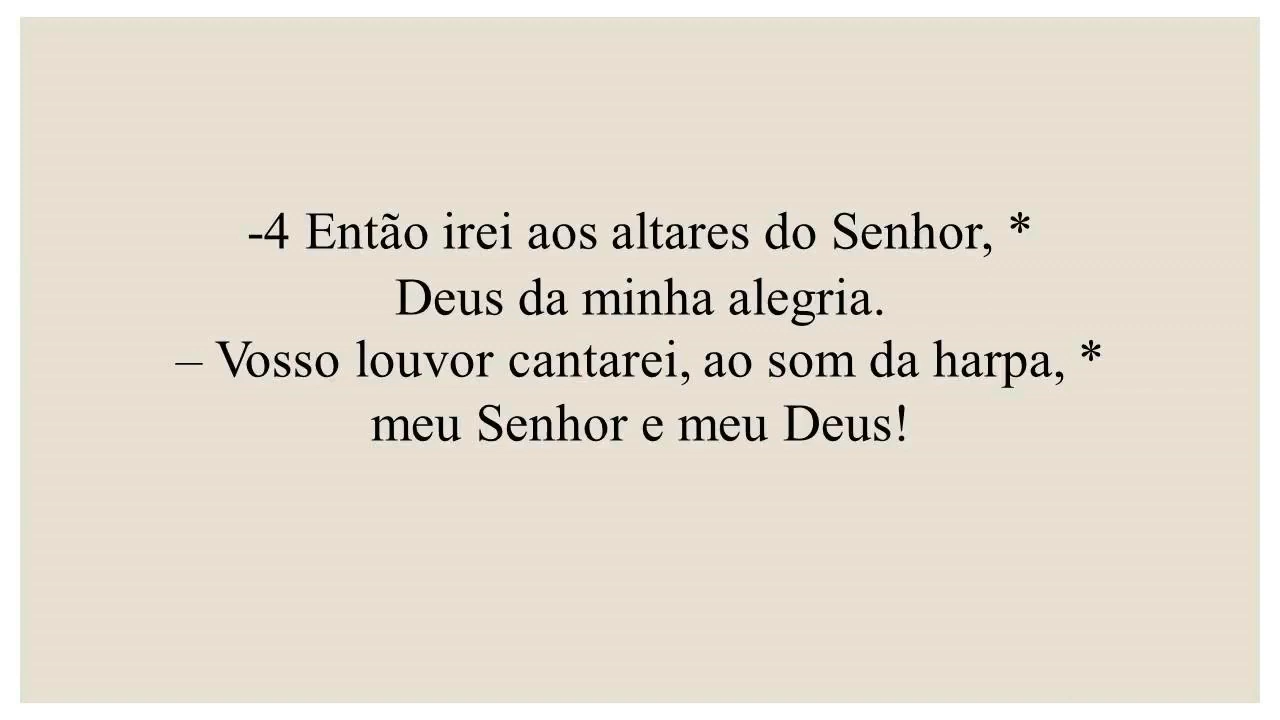 -4 Então irei aos altares do Senhor, *
Deus da minha alegria.
– Vosso louvor cantarei, ao som da harpa, *
meu Senhor e meu Deus!